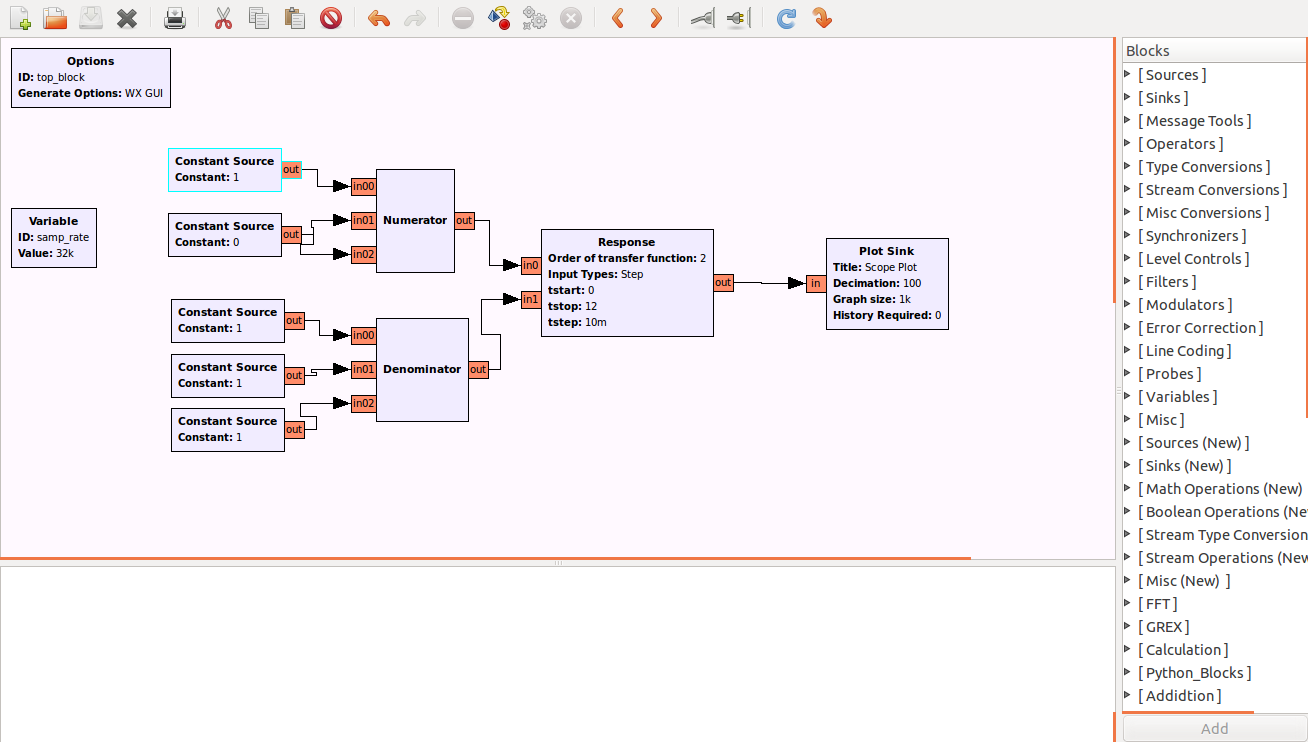 Options
ID: top_block
Generate Options: WX GUI
Constant Source
Constant: 1
out
in00
Variable
ID: samp_rate
Value: 32k
Constant Source
Constant: 0
out
in01
in02
Numerator
out
Constant Source
Constant: 1
out
in00
Constant Source
Constant: 1
out
in01
Constant Source
Constant: 1
out
in02
Denominator
out
in0
in1
Response
Order of transfer function: 2
Input Types: Step
tstart: 0
tstop: 12
tstep: 10m
out
in
Plot Sink
Title: Scope Plot
Decimation: 100
Graph size: 1k
History Required: 0
Blocks
[ Sources ]
[ Sinks ]
[ Message Tools ]
[ Operators ]
[ Type Conversions ]
[ Stream Conversions ]
[ Misc Conversions ]
[ Synchronizers ]
[ Level Controls ]
[ Filters ]
[ Modulators ]
[ Error Correction ]
[ Line Coding ]
[ Probes ]
[ Variables ]
[ Misc ]
[ Sources (New) ]
[ Sinks (New) ]
[ Math Operations (New)
[ Boolean Operations (Ne
[ Stream Type Conversion
[ Stream Operations (New
[ Misc (New) ]
[ FFT ]
[ GREX ]
[ Calculation ]
[ Python_Blocks ]
[ Addidtion ]
Add